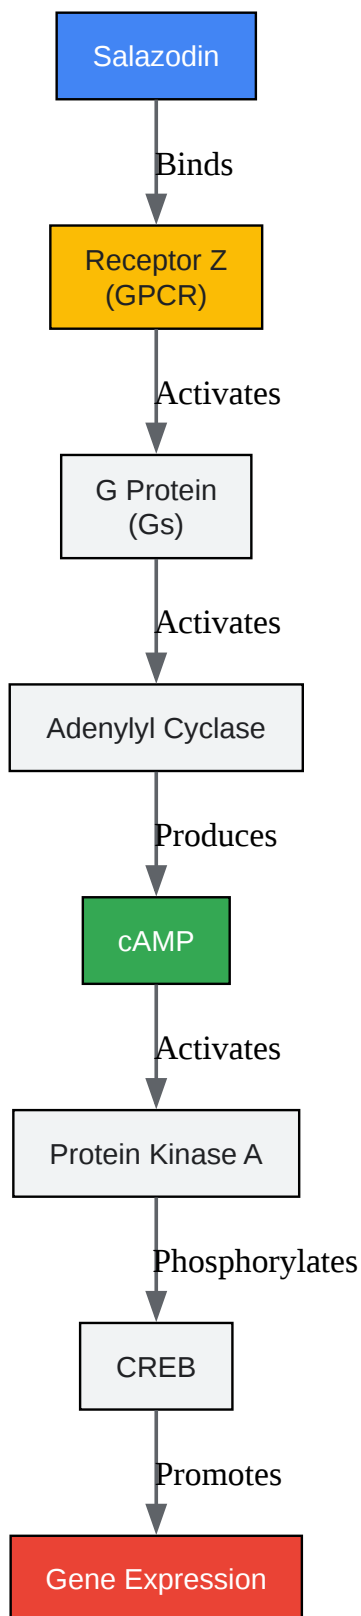 Salazodin
Binds
Receptor Z
(GPCR)
Activates
G Protein
(Gs)
Activates
Adenylyl Cyclase
Produces
cAMP
Activates
Protein Kinase A
Phosphorylates
CREB
Promotes
Gene Expression